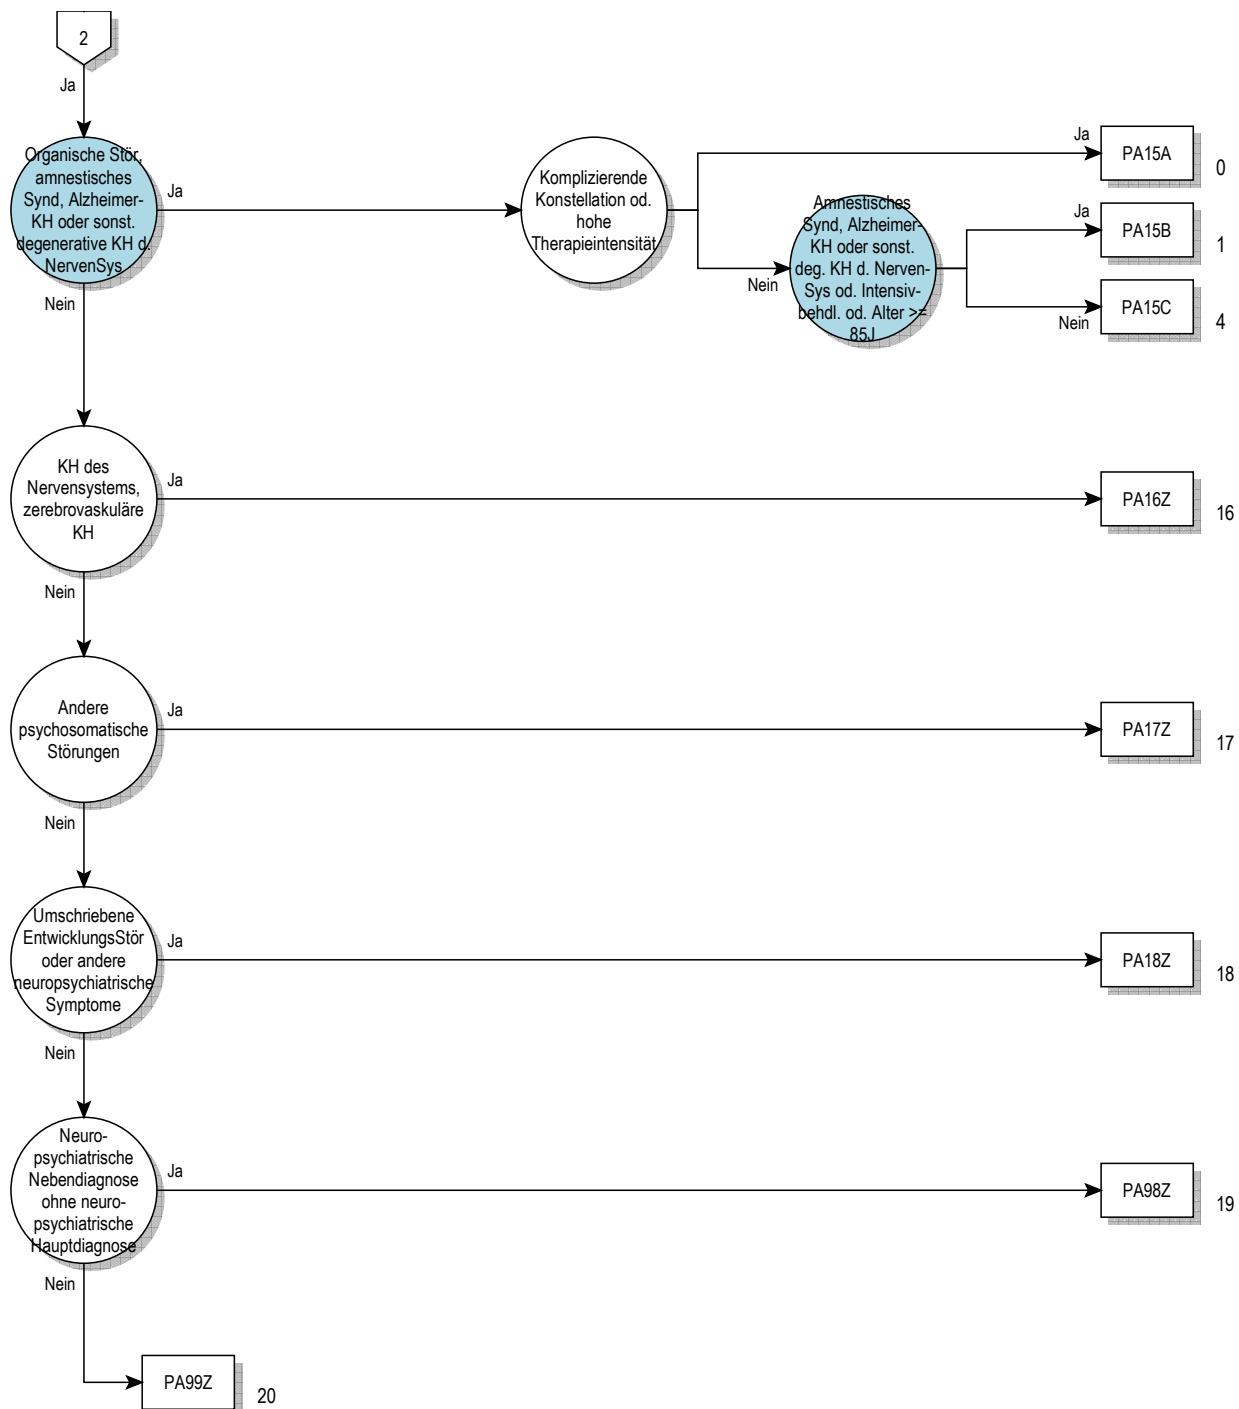 2
Ja
Organische Stör,
amnestisches
Synd, Alzheimer-
KH oder sonst.
degenerative KH d.
NervenSys
Ja
Nein
Komplizierende
Konstellation od.
hohe
Therapieintensität
Ja
PA15A
0
Nein
Amnestisches
Synd, Alzheimer-
KH oder sonst.
deg. KH d. Nerven-
Sys od. Intensiv-
behdl. od. Alter >=
85J
Ja
PA15B
1
Nein
PA15C
4
KH des
Nervensystems,
zerebrovaskuläre
KH
Ja
PA16Z
16
Nein
Andere
psychosomatische
Störungen
Ja
PA17Z
17
Nein
Umschriebene
EntwicklungsStör
oder andere
neuropsychiatrische
Symptome
Ja
PA18Z
18
Nein
Neuro-
psychiatrische
Nebendiagnose
ohne neuro-
psychiatrische
Hauptdiagnose
Ja
PA98Z
19
Nein
PA99Z
20